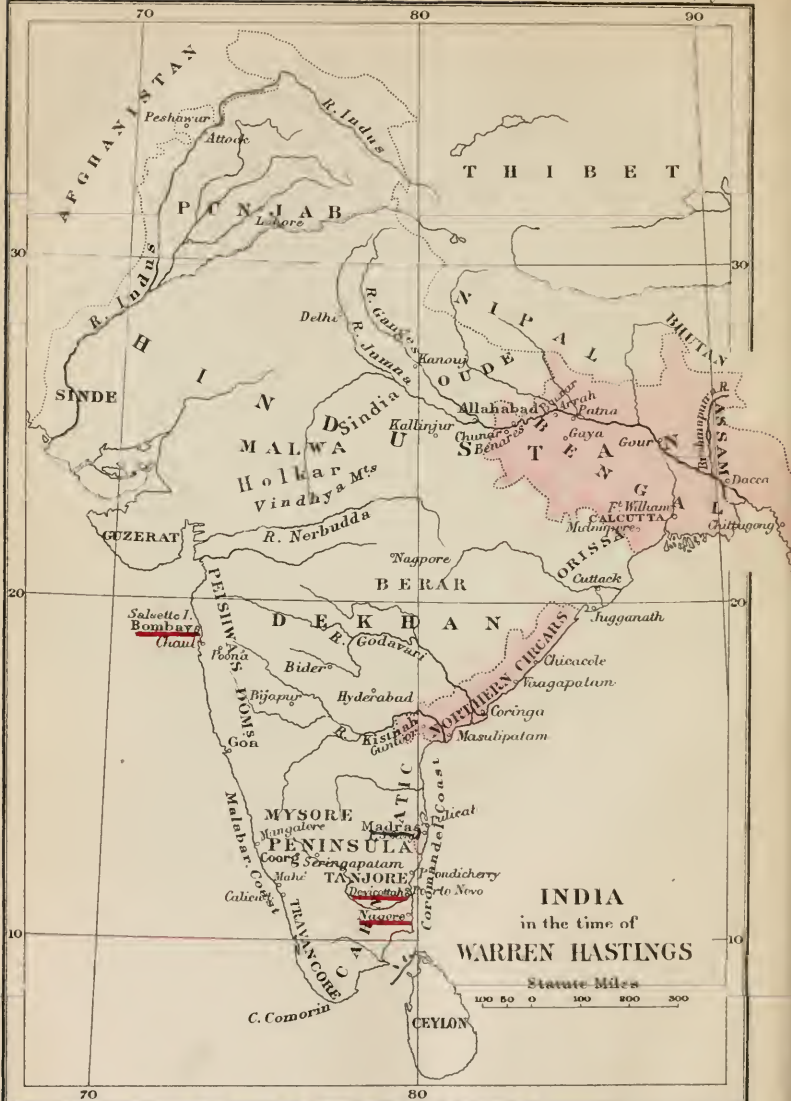 70
80
90
AFGHANISTAN
Peshawur
Attock
R. Indus
THIBET
PUNJAB
30
30
R. Indus
Delhi
R. Ganges
R. Jumna
NIPAL
BHUTAN
Kanouj
OUDE
HINDUSTAN
SINDE
Sindia
Allahabad
Arrah
Patna
Brahmaputra R.
ASSAM
Kallinjur
Chunar
Benares
Gaya
Gour
MALWA
BENGAL
Holkar
Vindhya Mts
Dacca
Ft. William
CALCUTTA
Midnapore
Chittagong
GUZERAT
R. Nerbudda
ORISSA
Nagpore
BERAR
Cuttack
20
20
Jugganath
PEISHWA'S DOMS
Salsette I.
Bombay
Chaul
DEKHAN
R. Godavari
Poona
Bider
NORTHERN CIRCARS
Chicacole
Vizagapatam
Bijapur
Hyderabad
Coringa
R. Kistnah
Guntoor
Masulipatam
Goa
CARNATIC
Coromandel Coast
Malabar Coast
MYSORE
Pulicat
Mangalore
Madras
PENINSULA
Coorg
Seringapatam
Mahé
TANJORE
Pondicherry
Calicut
Devicottah
Porto Novo
Nagore
TRAVANCORE
10
10
C. Comorin
CEYLON
INDIA
in the time of
WARREN HASTINGS
Statute Miles
100 50 0 100 200 300
70
80